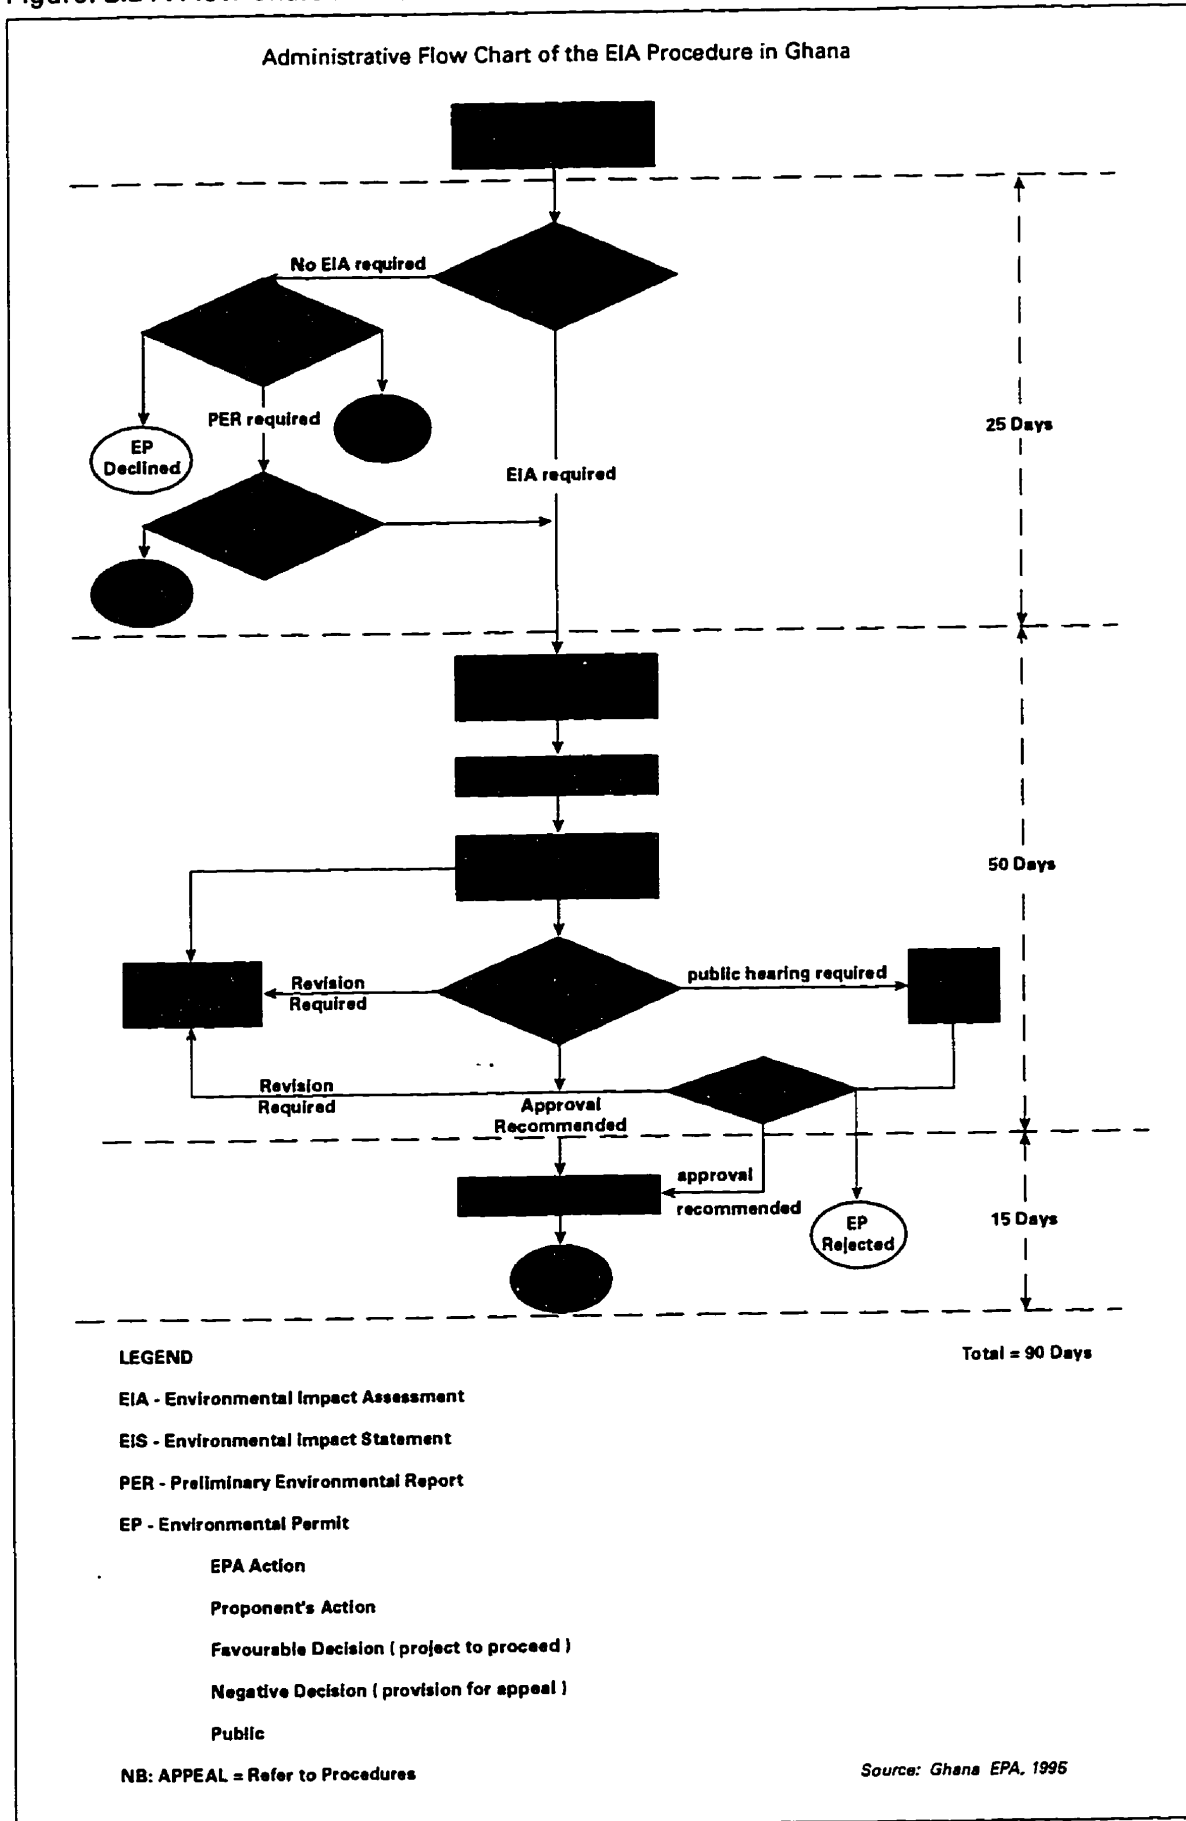 Administrative Flow Chart of the EIA Procedure in Ghana
No EIA required
PER required
25 Days
EP
Declined
EIA required
50 Days
public hearing required
Revision
Required
Revision
Required
Approval
Recommended
approval
recommended
EP
Rejected
15 Days
LEGEND
Total = 90 Days
EIA - Environmental Impact Assessment
EIS - Environmental Impact Statement
PER - Preliminary Environmental Report
EP - Environmental Permit
EPA Action
Proponent's Action
Favourable Decision ( project to proceed )
Negative Decision ( provision for appeal )
Public
NB: APPEAL = Refer to Procedures
Source: Ghana EPA, 1995